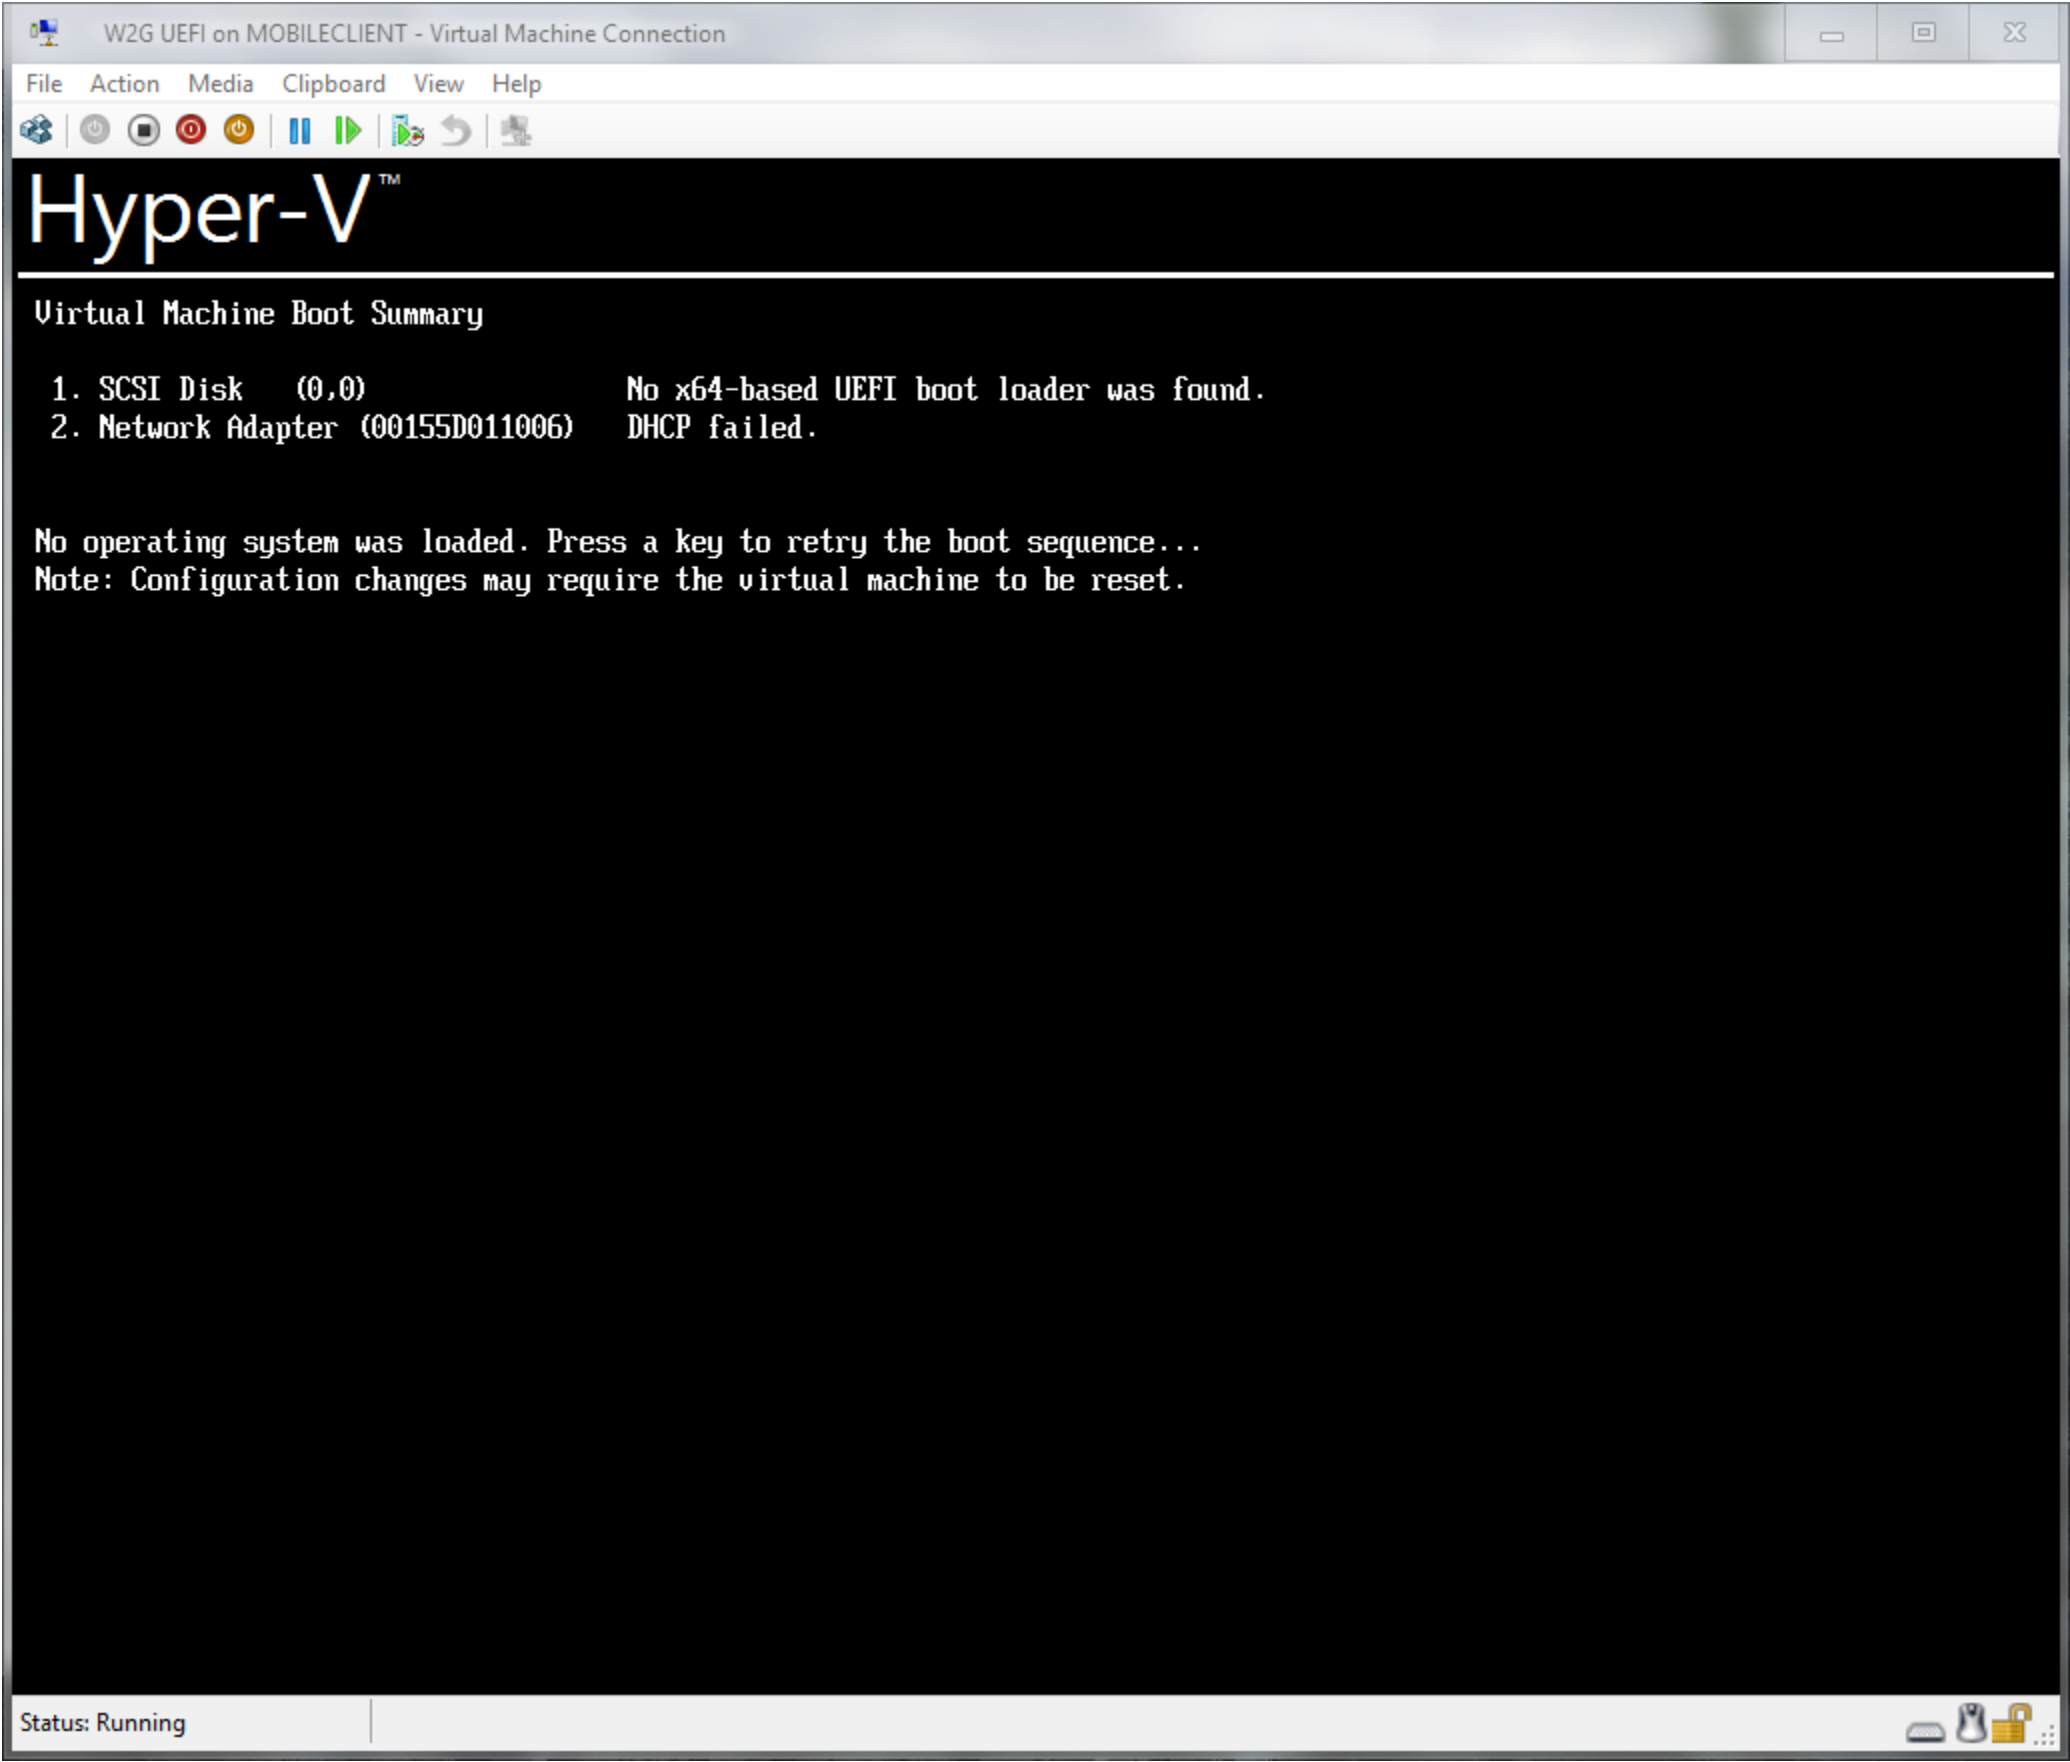 W2G UEFI on MOBILECLIENT - Virtual Machine Connection
File Action Media Clipboard View Help
Hyper-V™
Virtual Machine Boot Summary
1. SCSI Disk (0,0) No x64-based UEFI boot loader was found.
2. Network Adapter (00155D011006) DHCP failed.
No operating system was loaded. Press a key to retry the boot sequence...
Note: Configuration changes may require the virtual machine to be reset.
Status: Running